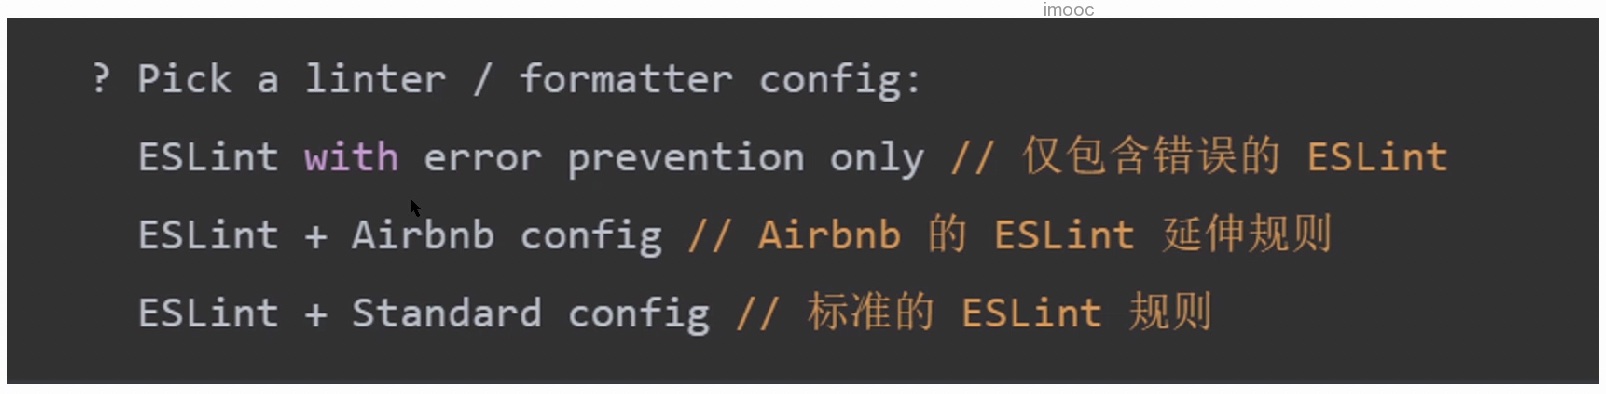 imooc
? Pick a linter / formatter config:
ESLint with error prevention only // 仅包含错误的 ESLint
ESLint + Airbnb config // Airbnb 的 ESLint 延伸规则
ESLint + Standard config // 标准的 ESLint 规则